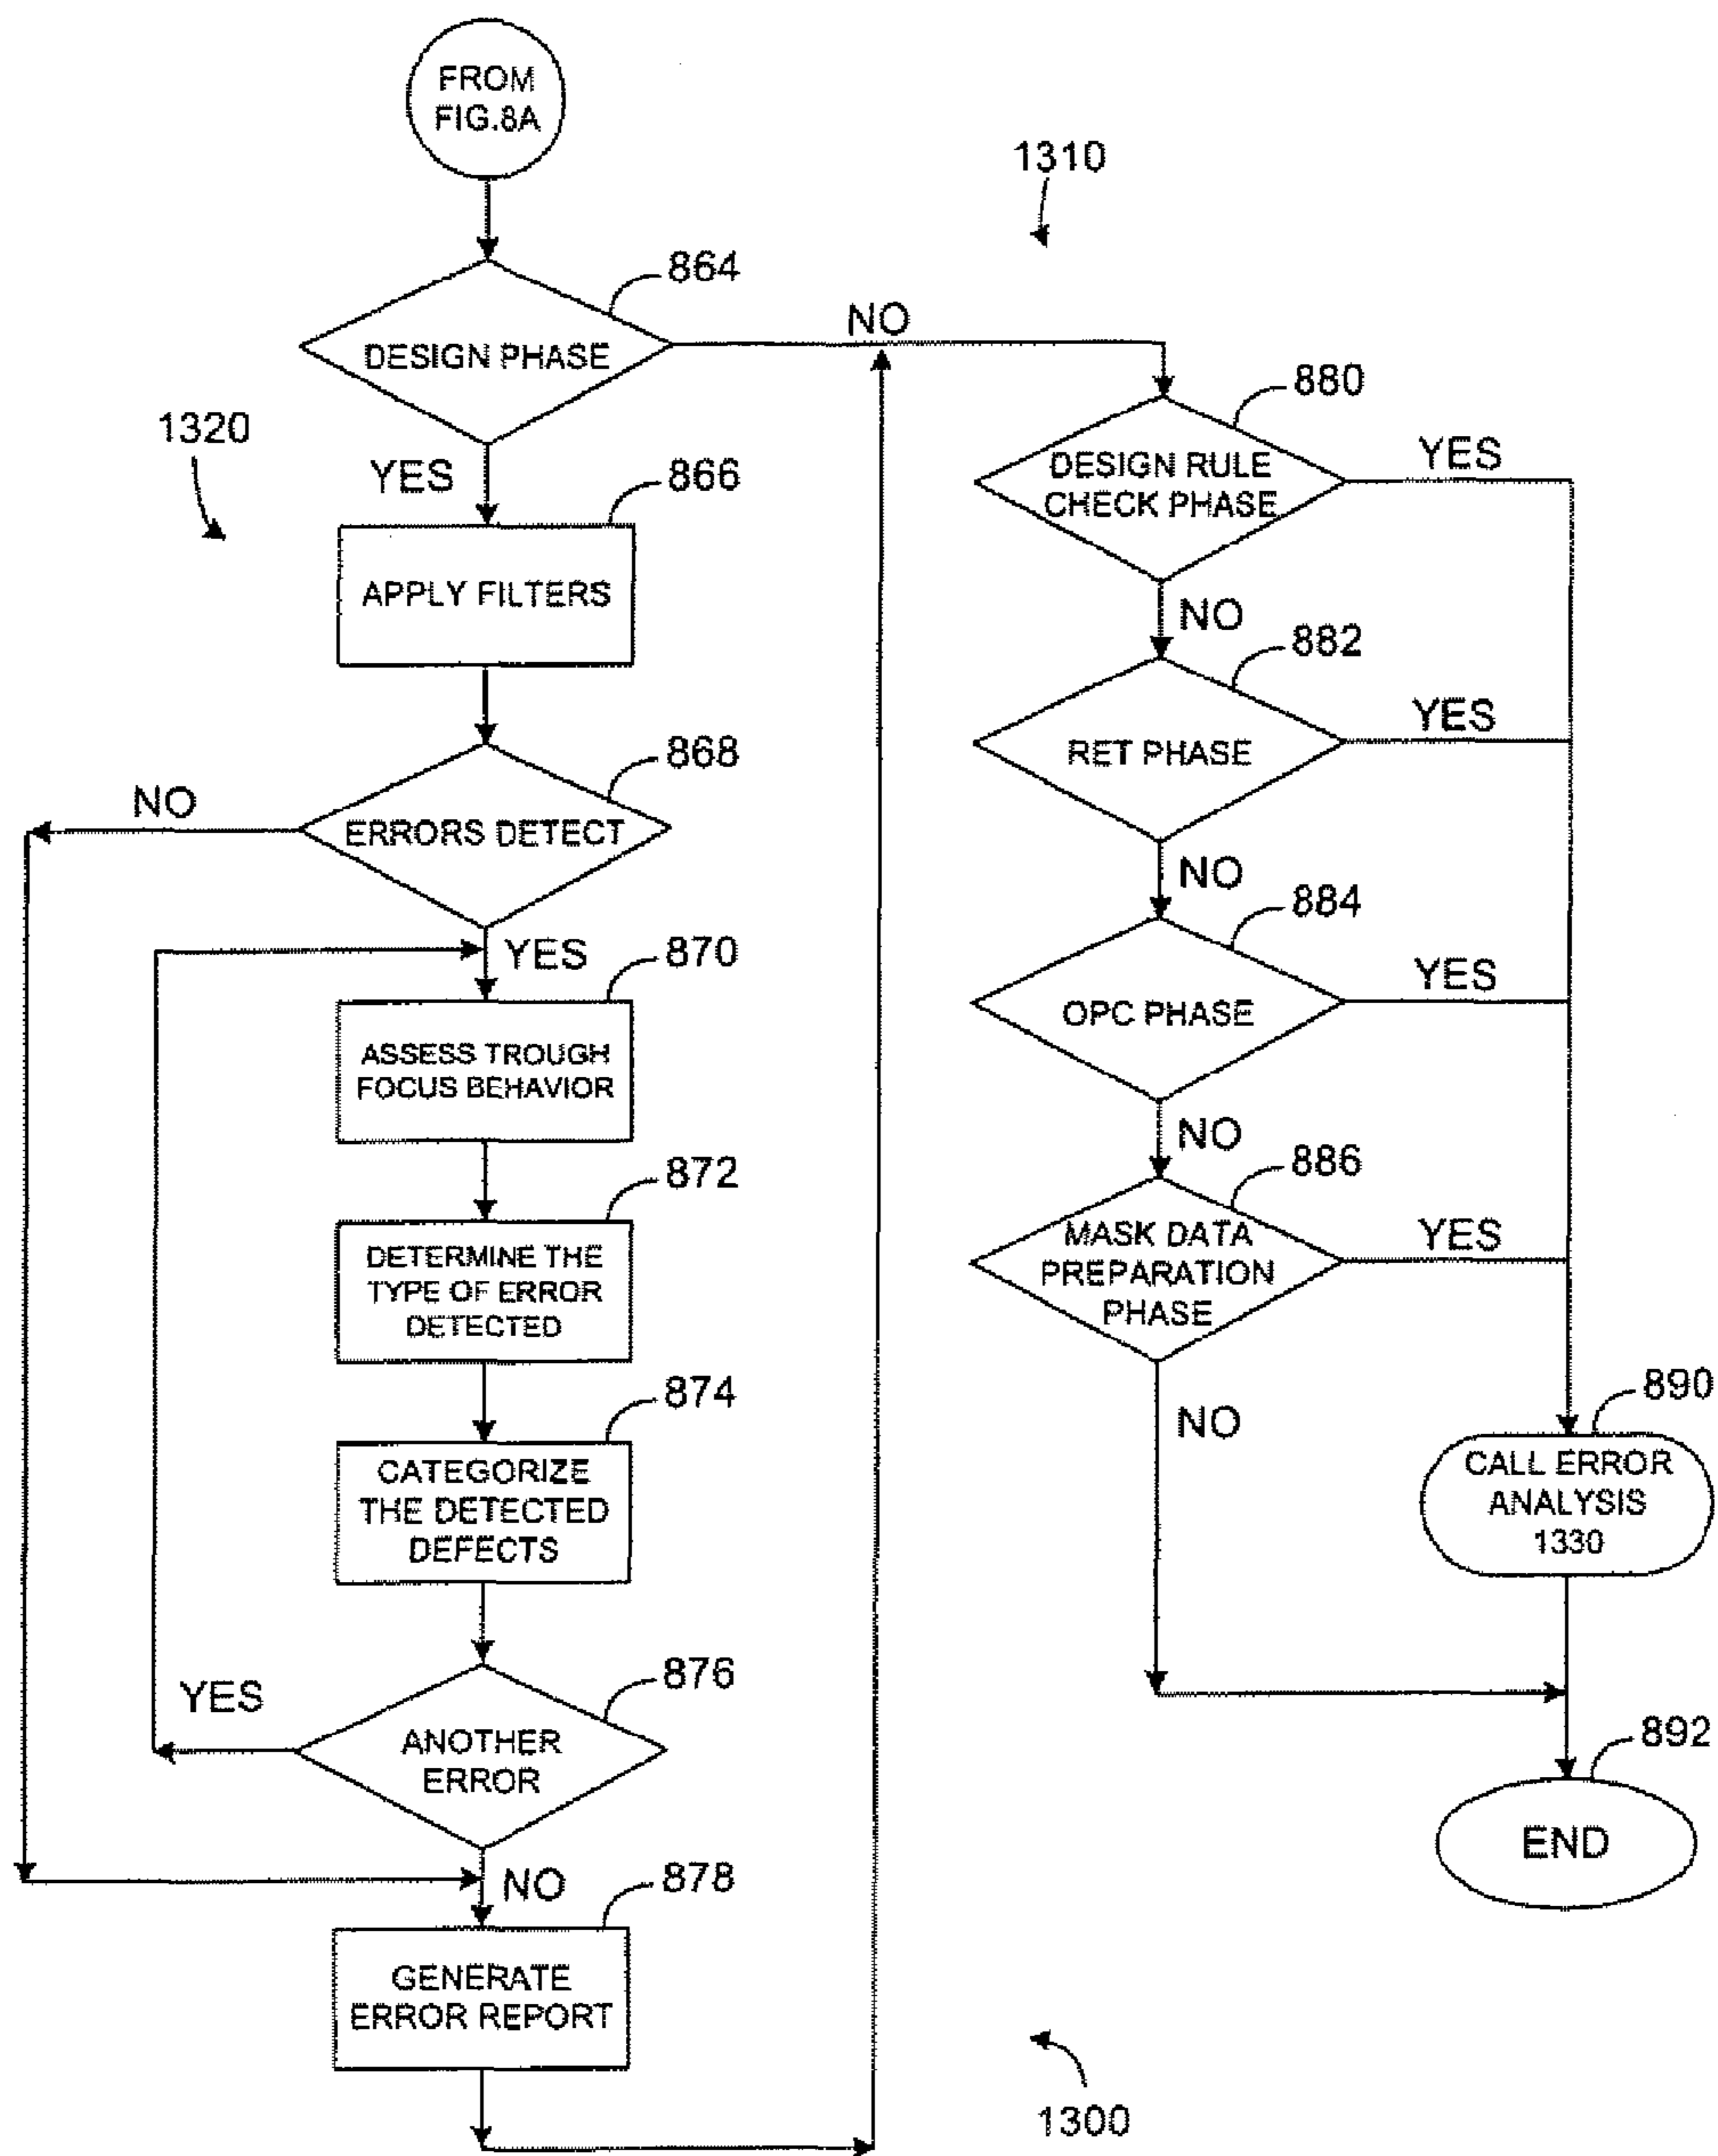 FROM
FIG.8A
1310
864
DESIGN PHASE
NO
1320
YES
866
APPLY FILTERS
868
NO
ERRORS DETECT
YES
870
ASSESS TROUGH
FOCUS BEHAVIOR
872
DETERMINE THE
TYPE OF ERROR
DETECTED
874
CATEGORIZE
THE DETECTED
DEFECTS
876
YES
ANOTHER
ERROR
NO
878
GENERATE
ERROR REPORT
880
DESIGN RULE
CHECK PHASE
YES
NO
882
RET PHASE
YES
NO
884
OPC PHASE
YES
NO
886
MASK DATA
PREPARATION
PHASE
YES
NO
890
CALL ERROR
ANALYSIS
1330
892
END
1300